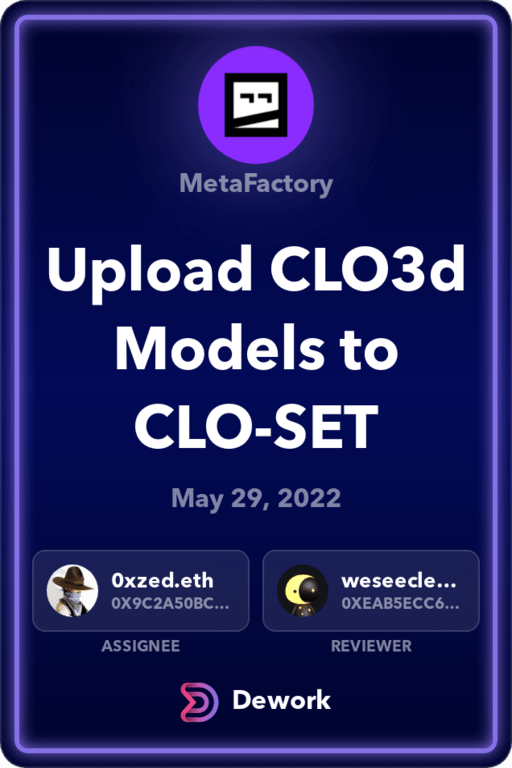 MetaFactory
Upload CLO3d
Models to
CLO-SET
May 29, 2022
0xzed.eth
0X9C2A50BC...
ASSIGNEE
weseecle...
0XEAB5ECC6...
REVIEWER
Dework